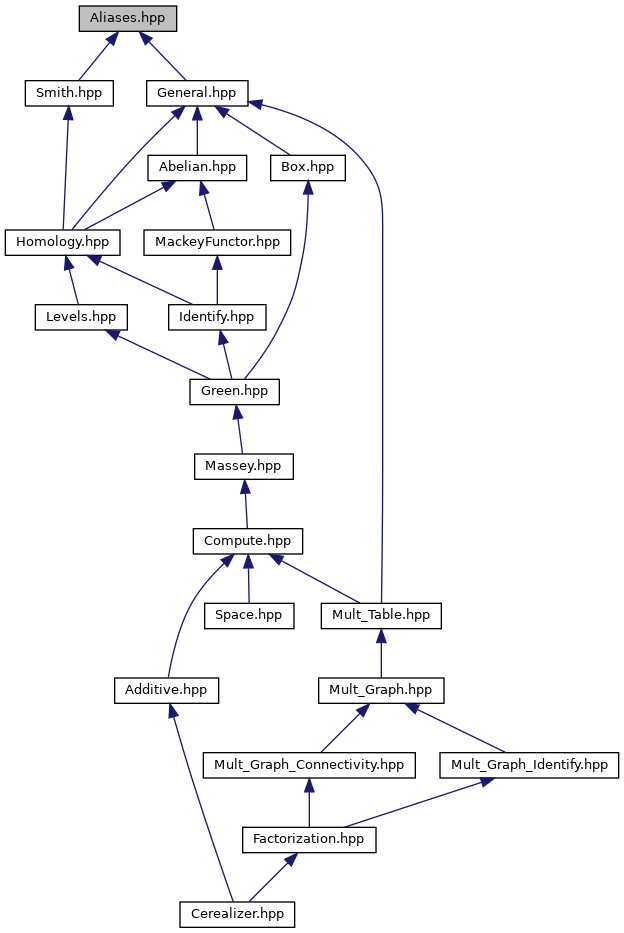 Aliases.hpp
Smith.hpp
General.hpp
Abelian.hpp
Box.hpp
Homology.hpp
MackeyFunctor.hpp
Levels.hpp
Identify.hpp
Green.hpp
Massey.hpp
Compute.hpp
Space.hpp
Mult_Table.hpp
Additive.hpp
Mult_Graph.hpp
Mult_Graph_Connectivity.hpp
Mult_Graph_Identify.hpp
Factorization.hpp
Cerealizer.hpp